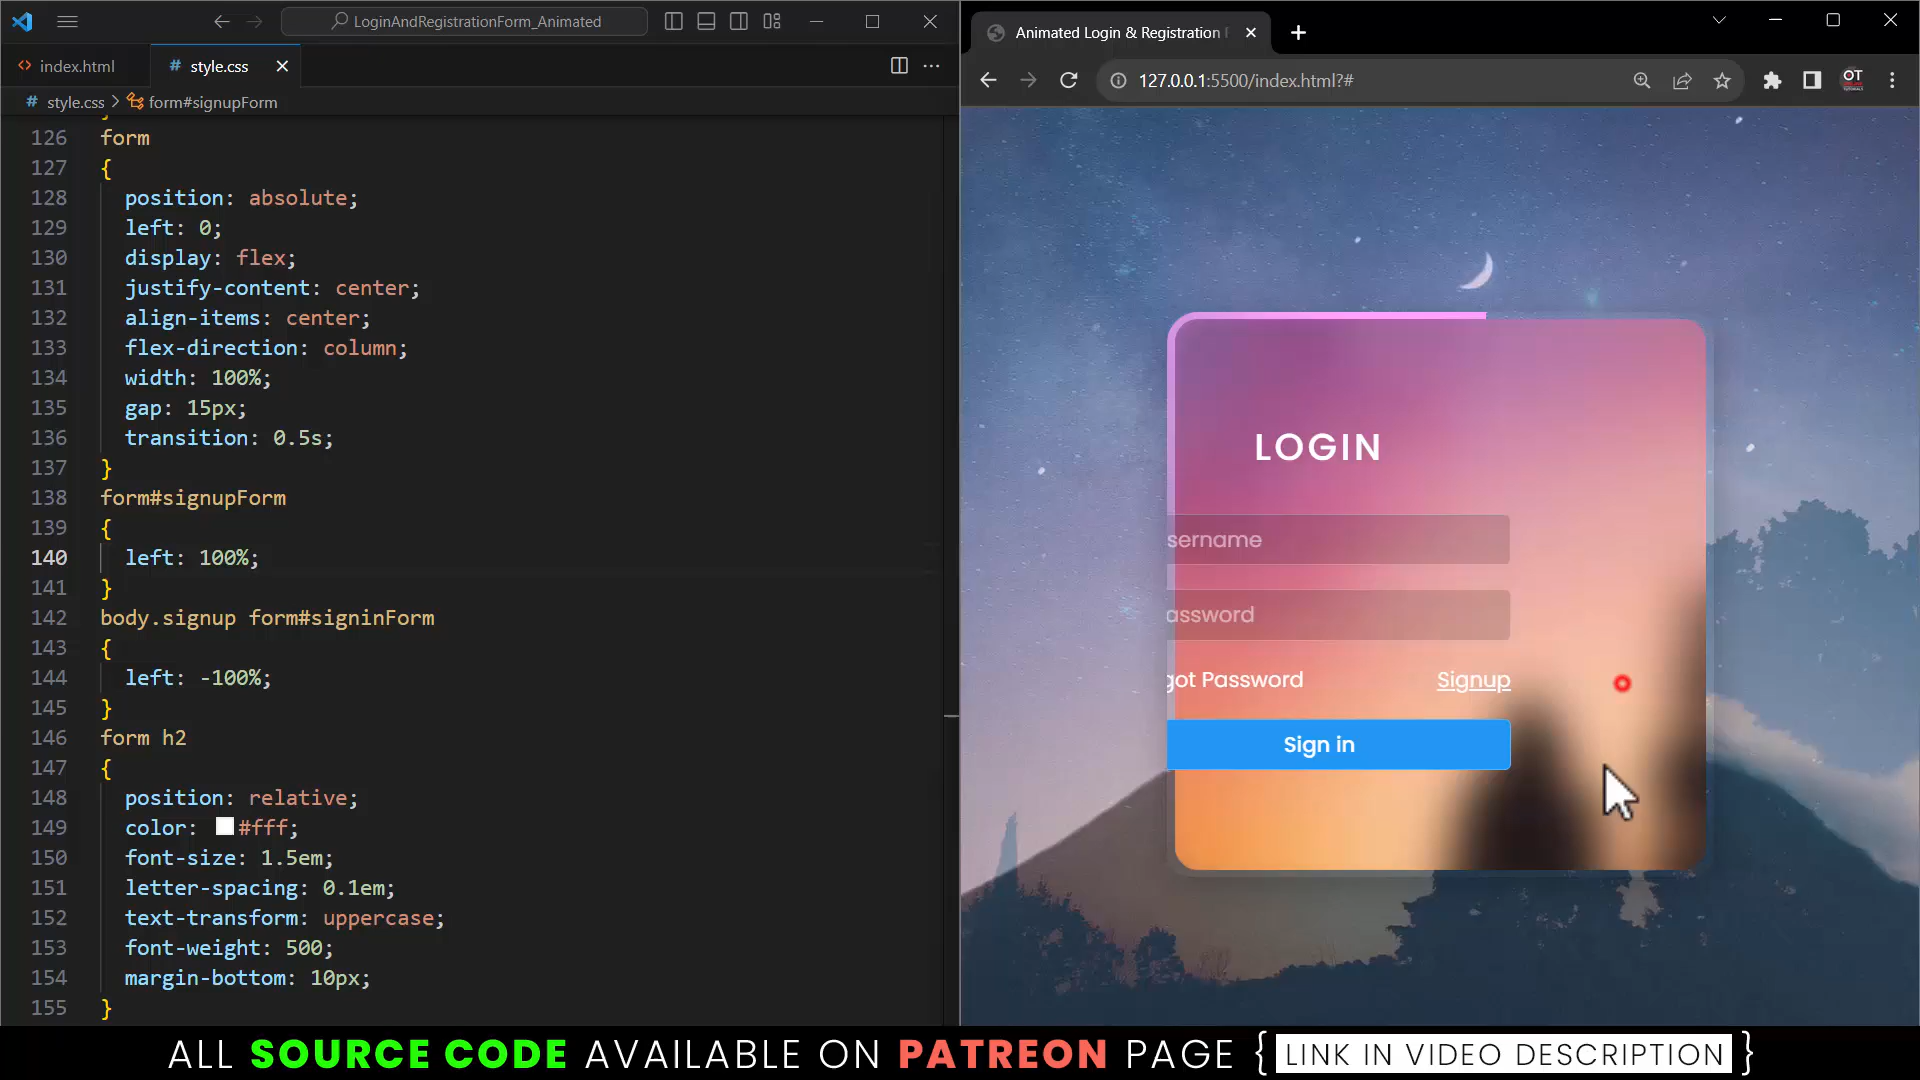 LoginAndRegistrationForm_Animated
index.html
# style.css
# style.css > form#signupForm
126 form
127 {
128 position: absolute;
129 left: 0;
130 display: flex;
131 justify-content: center;
132 align-items: center;
133 flex-direction: column;
134 width: 100%;
135 gap: 15px;
136 transition: 0.5s;
137 }
138 form#signupForm
139 {
140 left: 100%;
141 }
142 body.signup form#signinForm
143 {
144 left: -100%;
145 }
146 form h2
147 {
148 position: relative;
149 color: #fff;
150 font-size: 1.5em;
151 letter-spacing: 0.1em;
152 text-transform: uppercase;
153 font-weight: 500;
154 margin-bottom: 10px;
155 }
Animated Login & Registration
127.0.0.1:5500/index.html?#
OT
LOGIN
sername
assword
got Password Signup
Sign in
ALL SOURCE CODE AVAILABLE ON PATREON PAGE { LINK IN VIDEO DESCRIPTION }